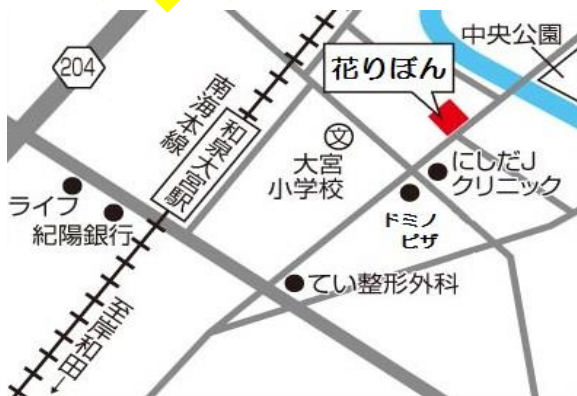 204
中央公園
花りぼん
南海本線
和泉大宮駅
大宮
小学校
文
にしだJ
クリニック
ドミノ
ピザ
ライフ
紀陽銀行
てい整形外科
至岸和田